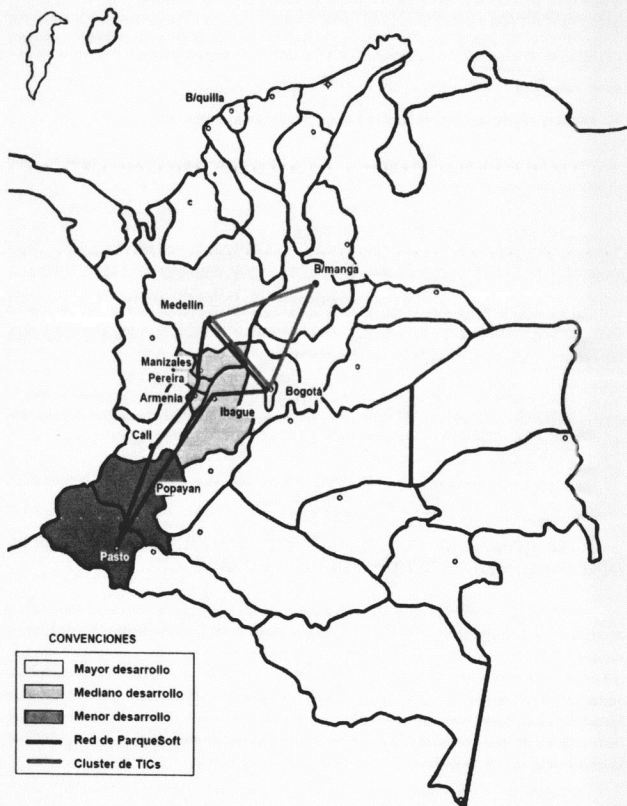 B/quilla
B/manga
Medellín
Manizales
Pereira
Armenia
Bogotá
Ibague
Cali
Popayan
Pasto
CONVENCIONES
Mayor desarrollo
Mediano desarrollo
Menor desarrollo
Red de ParqueSoft
Cluster de TICs